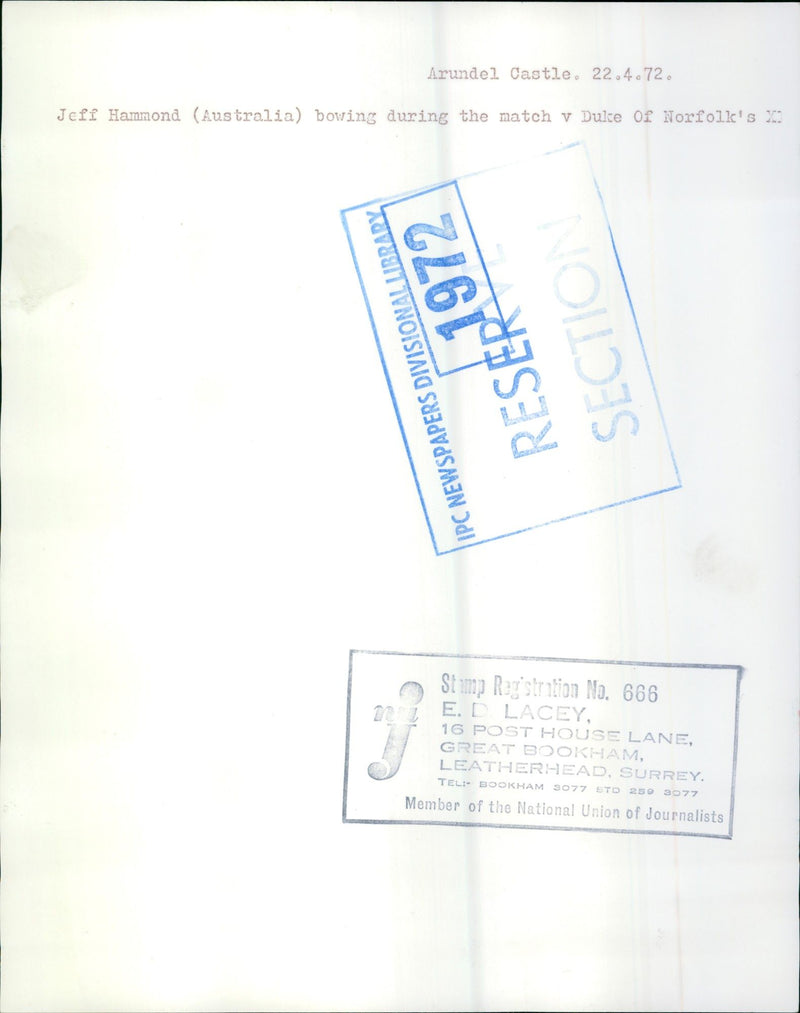 Arundel Castle. 22.4.72.
Jeff Hammond (Australia) bowing during the match v Duke Of Norfolk's XI
IPC NEWSPAPERS DIVISIONAL LIBRARY
1972
RESERVE
SECTION
nuj
Stamp Registration No. 666
E. D. LACEY,
16 POST HOUSE LANE,
GREAT BOOKHAM,
LEATHERHEAD, SURREY.
TEL:- BOOKHAM 3077 STD 259 3077
Member of the National Union of Journalists